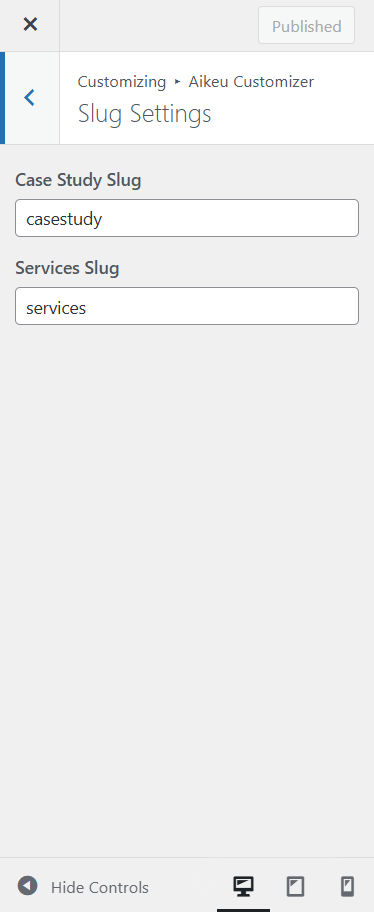 Published
Customizing ▸ Aikeu Customizer
Slug Settings
Case Study Slug
casestudy
Services Slug
services
Hide Controls